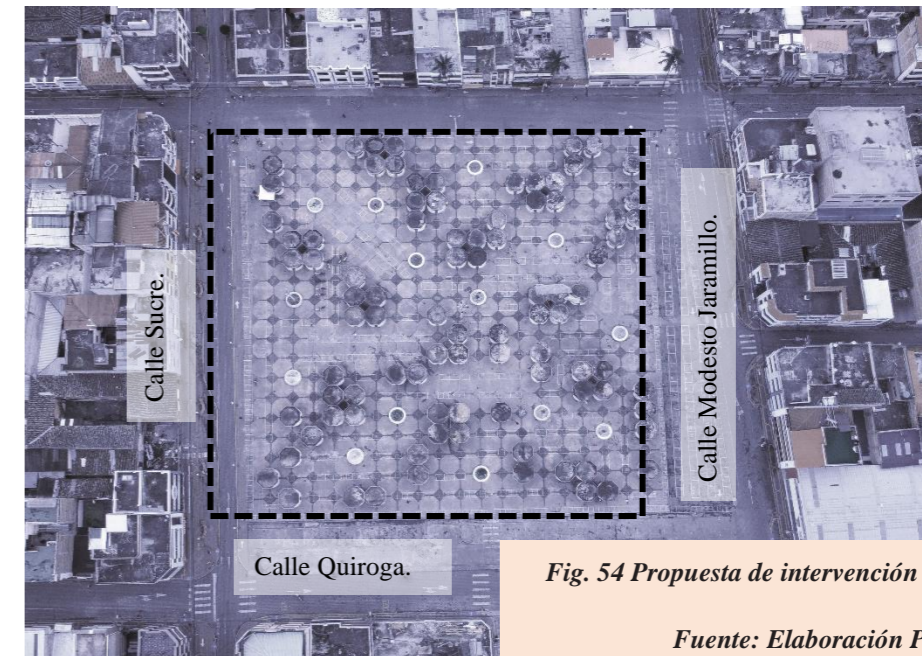 Calle Sucre.
Calle Modesto Jaramillo.
Calle Quiroga.
Fig. 54 Propuesta de intervención
Fuente: Elaboración